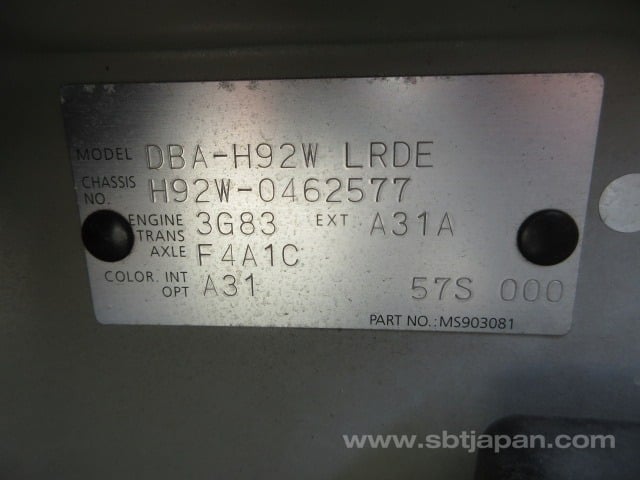 MODEL DBA-H92W LRDE
CHASSIS NO. H92W-0462577
ENGINE 3G83 EXT A31A
TRANS AXLE F4A1C
COLOR. INT OPT A31 57S 000
PART NO.: MS903081
www.sbtjapan.com